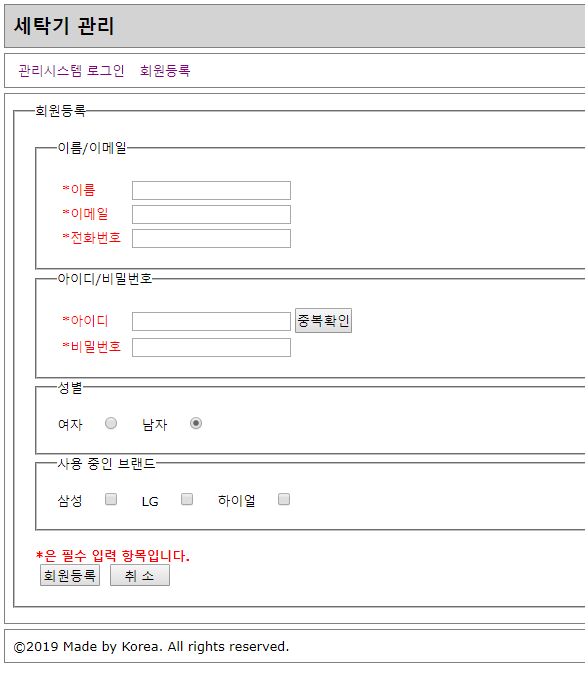 세탁기 관리
관리시스템 로그인 회원등록
회원등록
이름/이메일
*이름
*이메일
*전화번호
아이디/비밀번호
*아이디 중복확인
*비밀번호
성별
여자 남자
사용 중인 브랜드
삼성 LG 하이얼
*은 필수 입력 항목입니다.
회원등록 취 소
©2019 Made by Korea. All rights reserved.